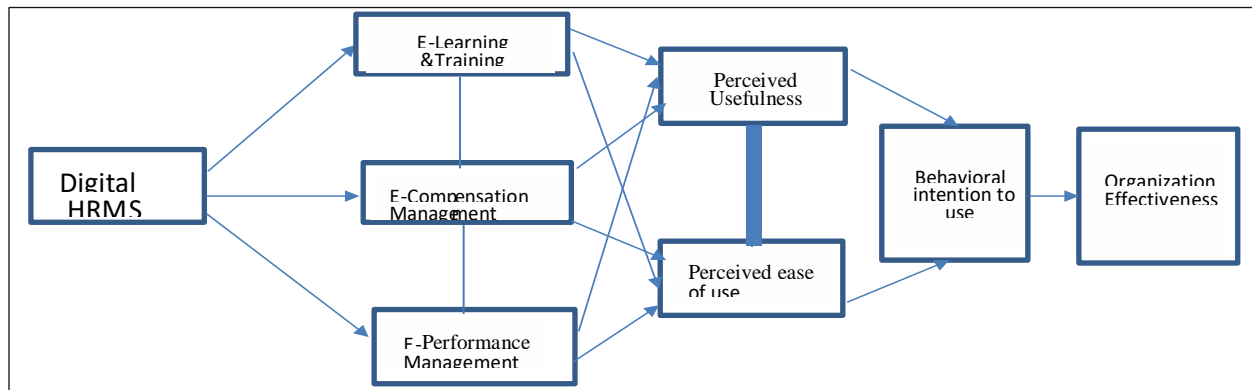 E-Learning
&Training
Perceived
Usefulness
Digital
HRMS
E-Compensation
Management
Behavioral
intention to
use
Organization
Effectiveness
Perceived ease
of use
E-Performance
Management